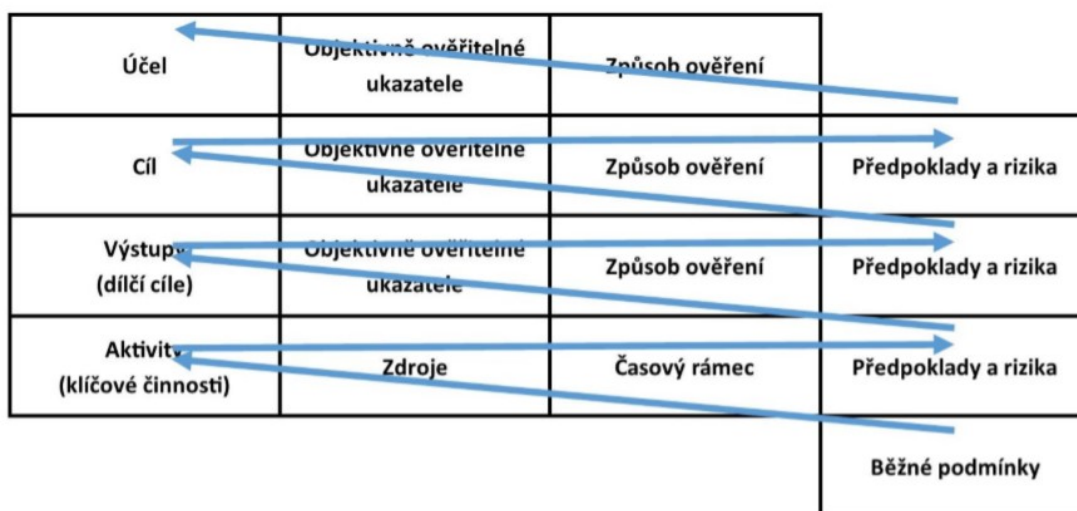 Účel
Objektivně ověřitelné
ukazatele
Způsob ověření
Cíl
Objektivně ověřitelné
ukazatele
Způsob ověření
Předpoklady a rizika
Výstupy
(dílčí cíle)
Objektivně ověřitelné
ukazatele
Způsob ověření
Předpoklady a rizika
Aktivity
(klíčové činnosti)
Zdroje
Časový rámec
Předpoklady a rizika
Běžné podmínky